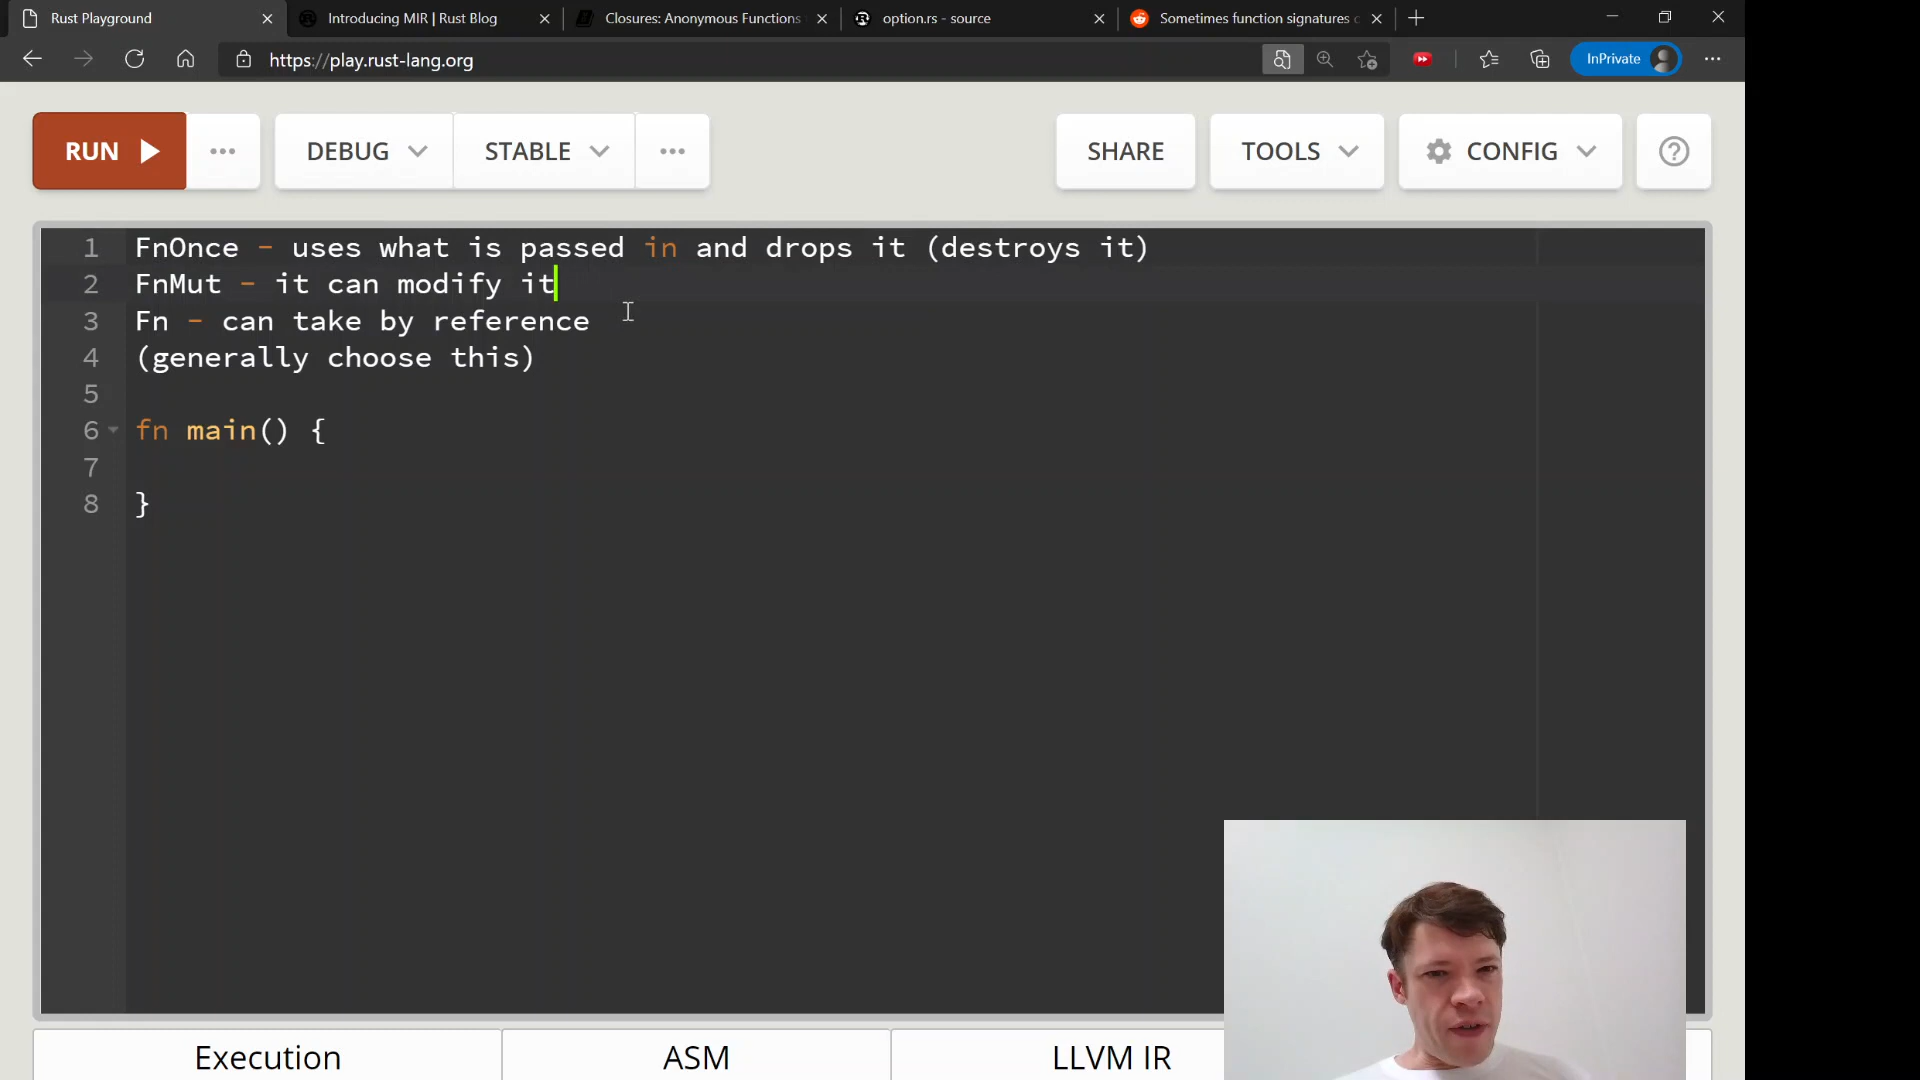 Rust Playground
Introducing MIR | Rust Blog
Closures: Anonymous Functions
option.rs - source
Sometimes function signatures
https://play.rust-lang.org
InPrivate
RUN
DEBUG
STABLE
SHARE
TOOLS
CONFIG
1 FnOnce - uses what is passed in and drops it (destroys it)
2 FnMut - it can modify it
3 Fn - can take by reference
4 (generally choose this)
5
6 fn main() {
7
8 }
Execution
ASM
LLVM IR